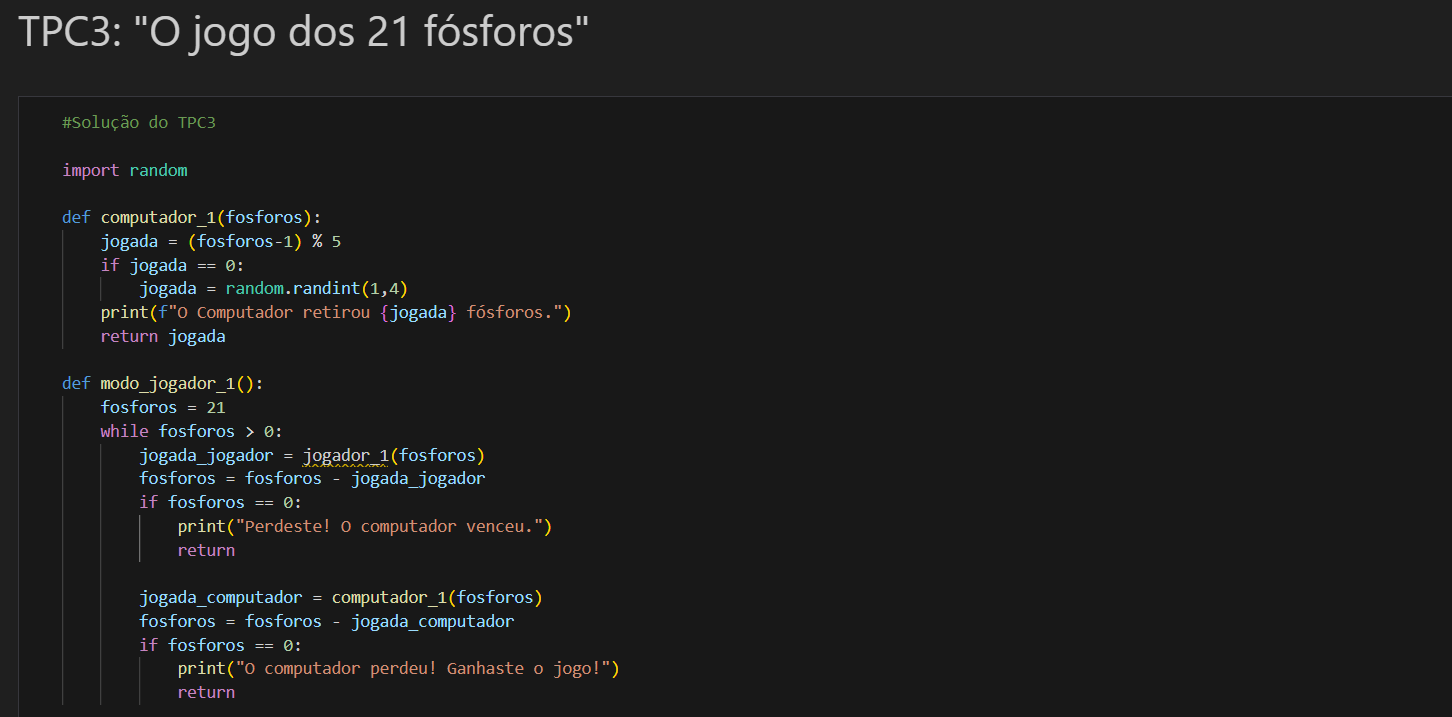 TPC3: "O jogo dos 21 fósforos"
#Solução do TPC3
import random
def computador_1(fosforos):
jogada = (fosforos-1) % 5
if jogada == 0:
jogada = random.randint(1,4)
print(f"O Computador retirou {jogada} fósforos.")
return jogada
def modo_jogador_1():
fosforos = 21
while fosforos > 0:
jogada_jogador = jogador_1(fosforos)
fosforos = fosforos - jogada_jogador
if fosforos == 0:
print("Perdeste! O computador venceu.")
return
jogada_computador = computador_1(fosforos)
fosforos = fosforos - jogada_computador
if fosforos == 0:
print("O computador perdeu! Ganhaste o jogo!")
return